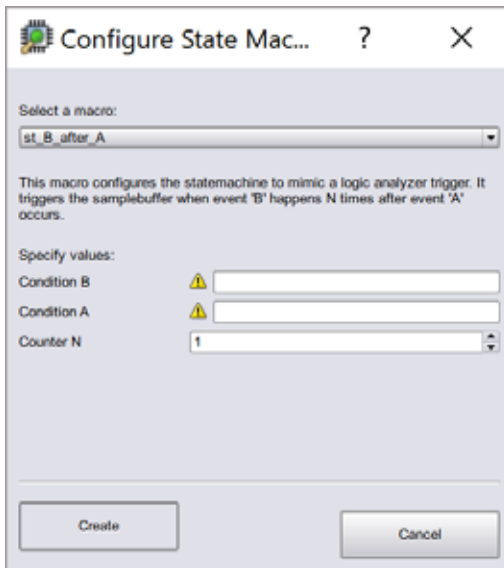 Configure State Mac... ?
Select a macro:
st_B_after_A
This macro configures the statemachine to mimic a logic analyzer trigger. It
triggers the samplebuffer when event "B" happens N times after event "A"
occurs.
Specify values:
Condition B
Condition A
Counter N 1
Create Cancel